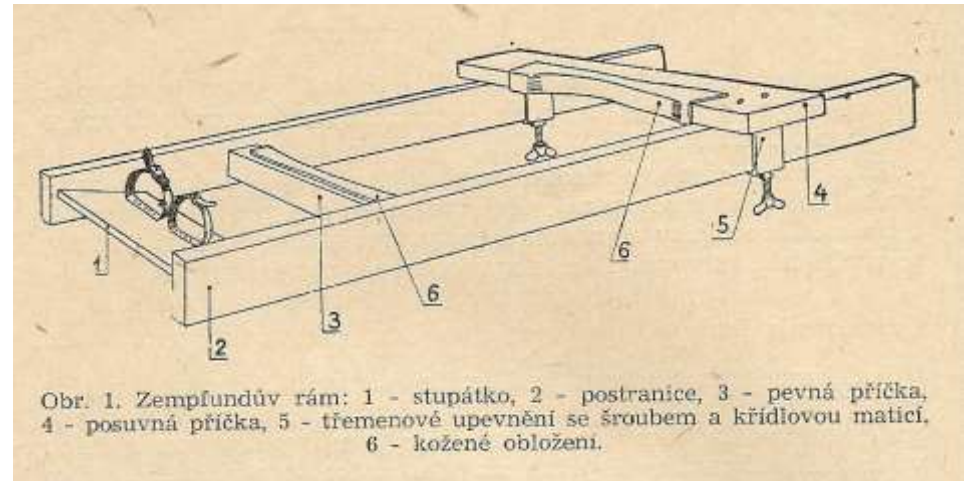 1
2
3
6
6
5
4
Obr. 1. Zempfundův rám: 1 - stupátko, 2 - postranice, 3 - pevná příčka,
4 - posuvná příčka, 5 - třemenové upevnění se šroubem a křídlovou maticí,
6 - kožené obložení.